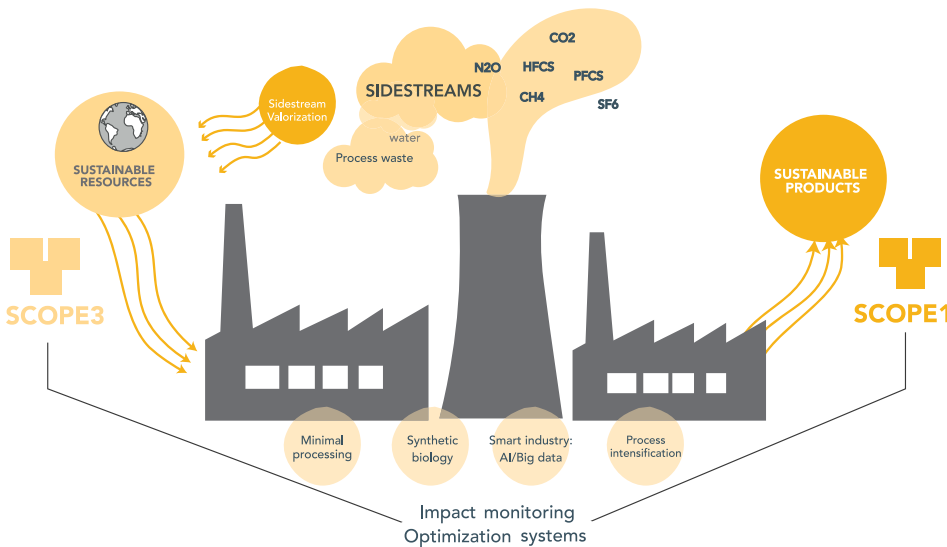 CO2
N2O
HFCS
PFCS
CH4
SF6
SIDESTREAMS
Sidestream
Valorization
water
Process waste
SUSTAINABLE
RESOURCES
SUSTAINABLE
PRODUCTS
SCOPE3
SCOPE1
Minimal
processing
Synthetic
biology
Smart industry:
AI/Big data
Process
intensification
Impact monitoring
Optimization systems